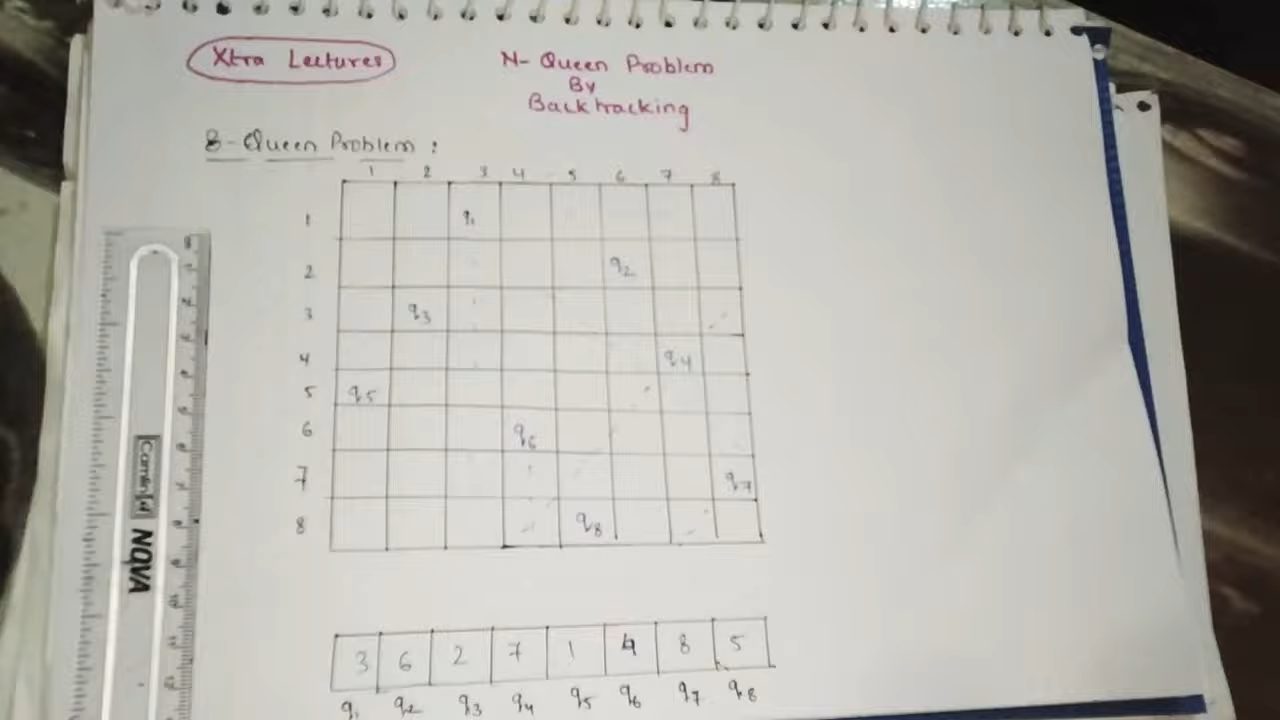 Xtra Lectures
N- Queen Problem
By
Backtracking
8-Queen Problem :
1 2 3 4 5 6 7 8
1 q1
2 q2
3 q3
4 q4
5 q5
6 q6
7 q7
8 q8
3 6 2 7 1 4 8 5
q1 q2 q3 q4 q5 q6 q7 q8
Camlin
NOVA